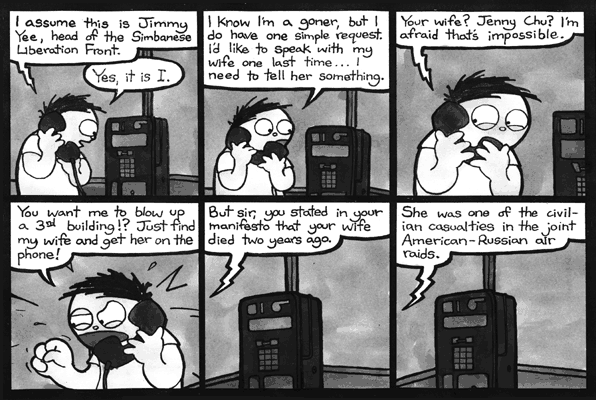 I assume this is Jimmy
Yee, head of the Simbanese
Liberation Front.
Yes, it is I.
I know I'm a goner, but I
do have one simple request.
I'd like to speak with my
wife one last time... I
need to tell her something.
Your wife? Jenny Chu? I'm
afraid that's impossible.
You want me to blow up
a 3rd building!? Just find
my wife and get her on the
phone!
But sir, you stated in your
manifesto that your wife
died two years ago.
She was one of the civil-
ian casualties in the joint
American-Russian air
raids.